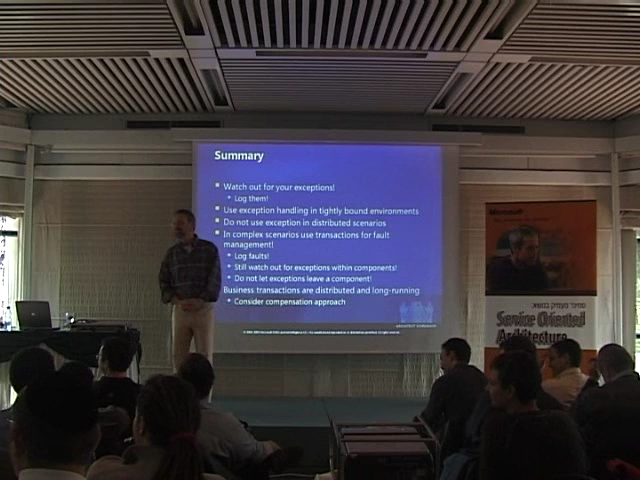 Summary
Watch out for your exceptions!
Log them!
Use exception handling in tightly bound environments
Do not use exception in distributed scenarios
In complex scenarios use transactions for fault
management!
Log faults!
Still watch out for exceptions within components!
Do not let exceptions leave a component!
Business transactions are distributed and long-running
Consider compensation approach
Microsoft
Service Oriented
Architecture